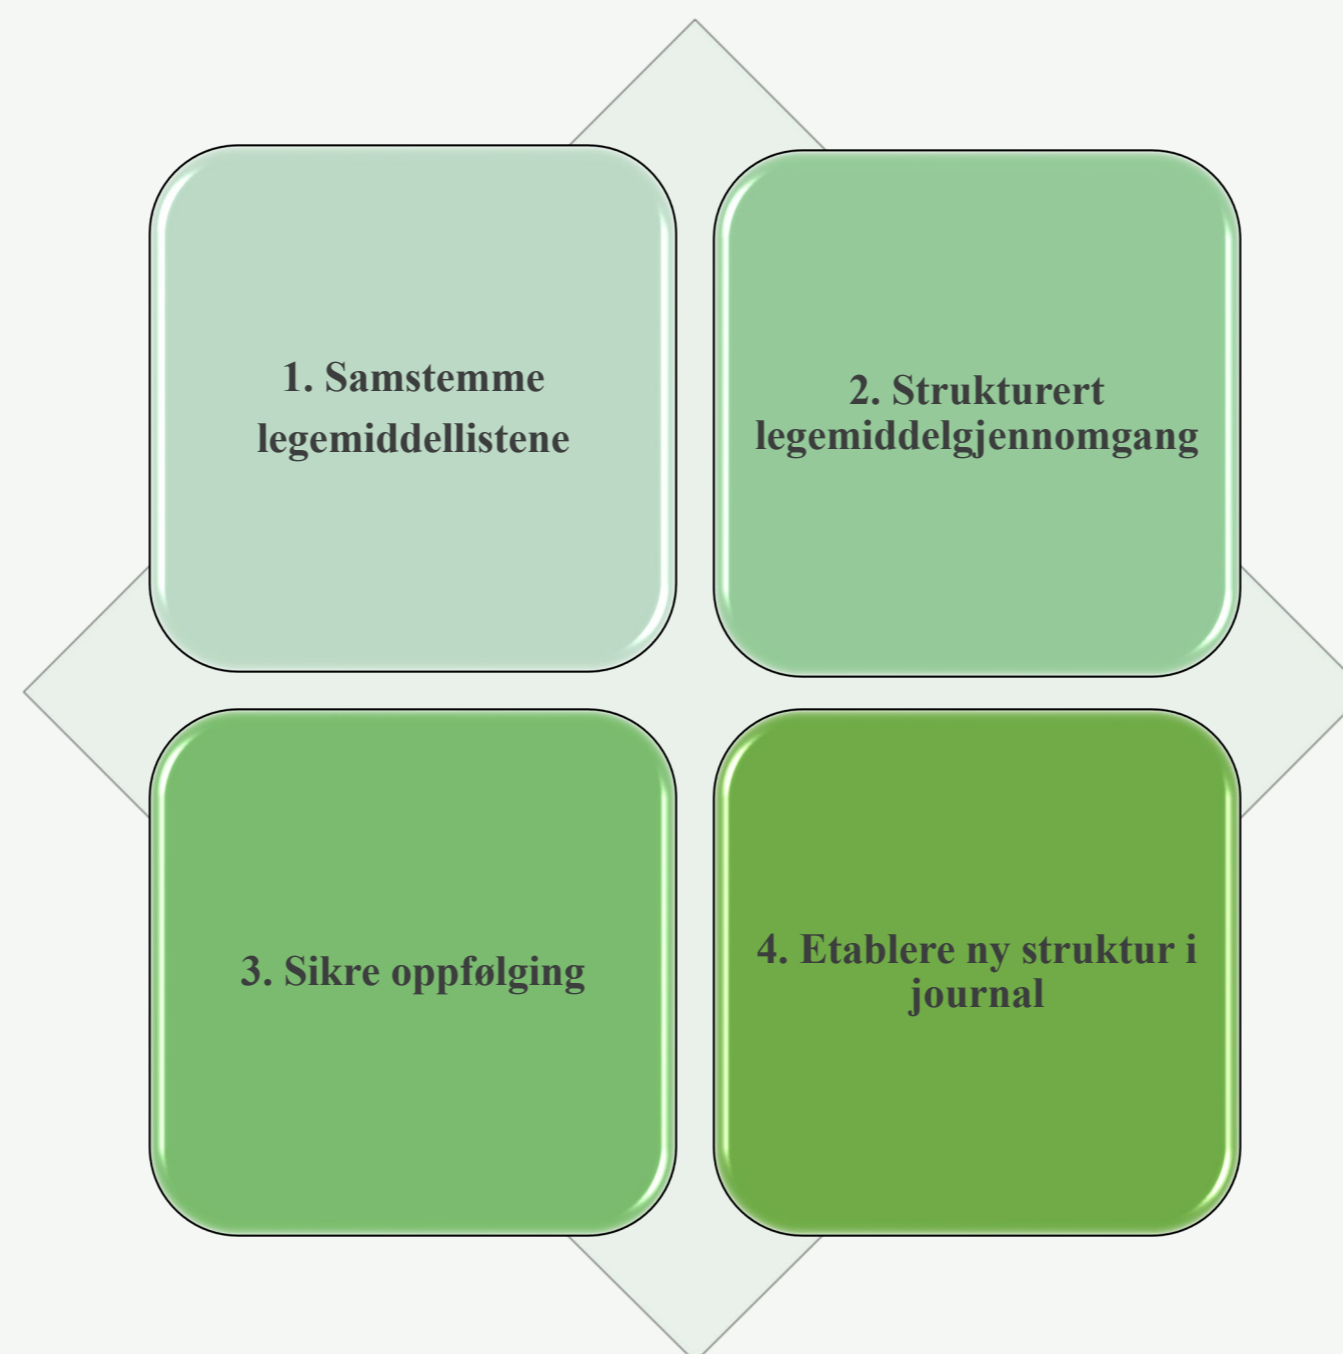 1. Samstemme
legemiddellistene
2. Strukturert
legemiddelgjennomgang
3. Sikre oppfølging
4. Etablere ny struktur i
journal